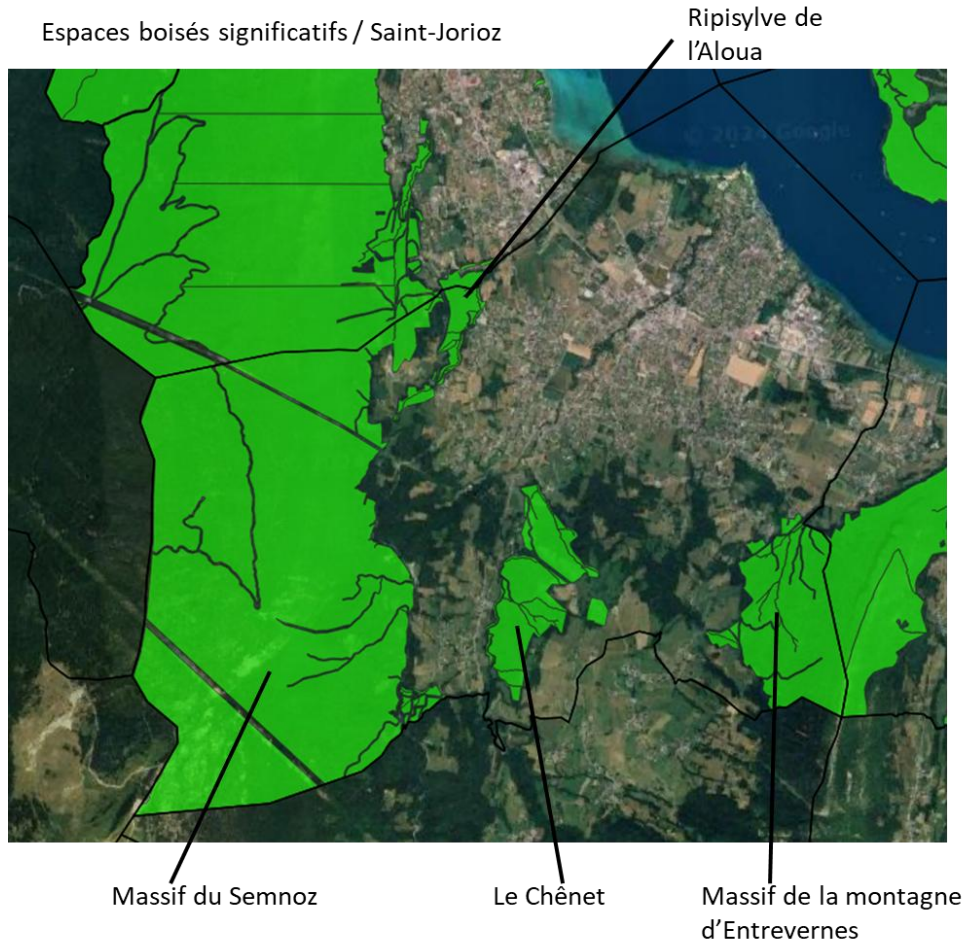 Espaces boisés significatifs / Saint-Jorioz
Ripisylve de
l’Aloua
© 2024 Google
Massif du Semnoz
Le Chênet
Massif de la montagne
d’Entrevernes